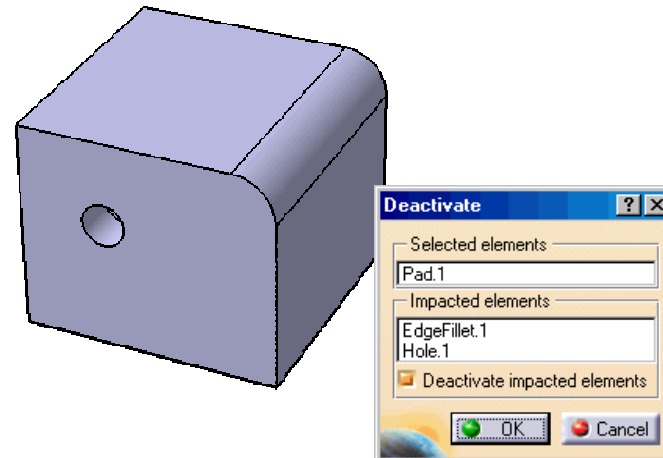 Deactivate
Selected elements
Pad.1
Impacted elements
EdgeFillet.1
Hole.1
Deactivate impacted elements
OK Cancel